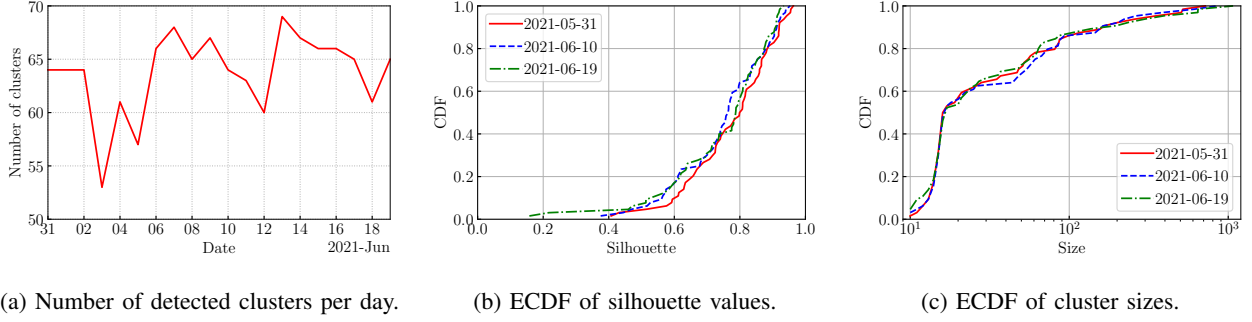 70
65
60
55
50
Number of clusters
31 02 04 06 08 10 12 14 16 18
Date
2021-Jun
1.0
0.8
0.6
0.4
0.2
0.0
CDF
2021-05-31
2021-06-10
2021-06-19
0.0 0.2 0.4 0.6 0.8 1.0
Silhouette
1.0
0.8
0.6
0.4
0.2
0.0
CDF
2021-05-31
2021-06-10
2021-06-19
10¹ 10² 10³
Size
(a) Number of detected clusters per day.
(b) ECDF of silhouette values.
(c) ECDF of cluster sizes.